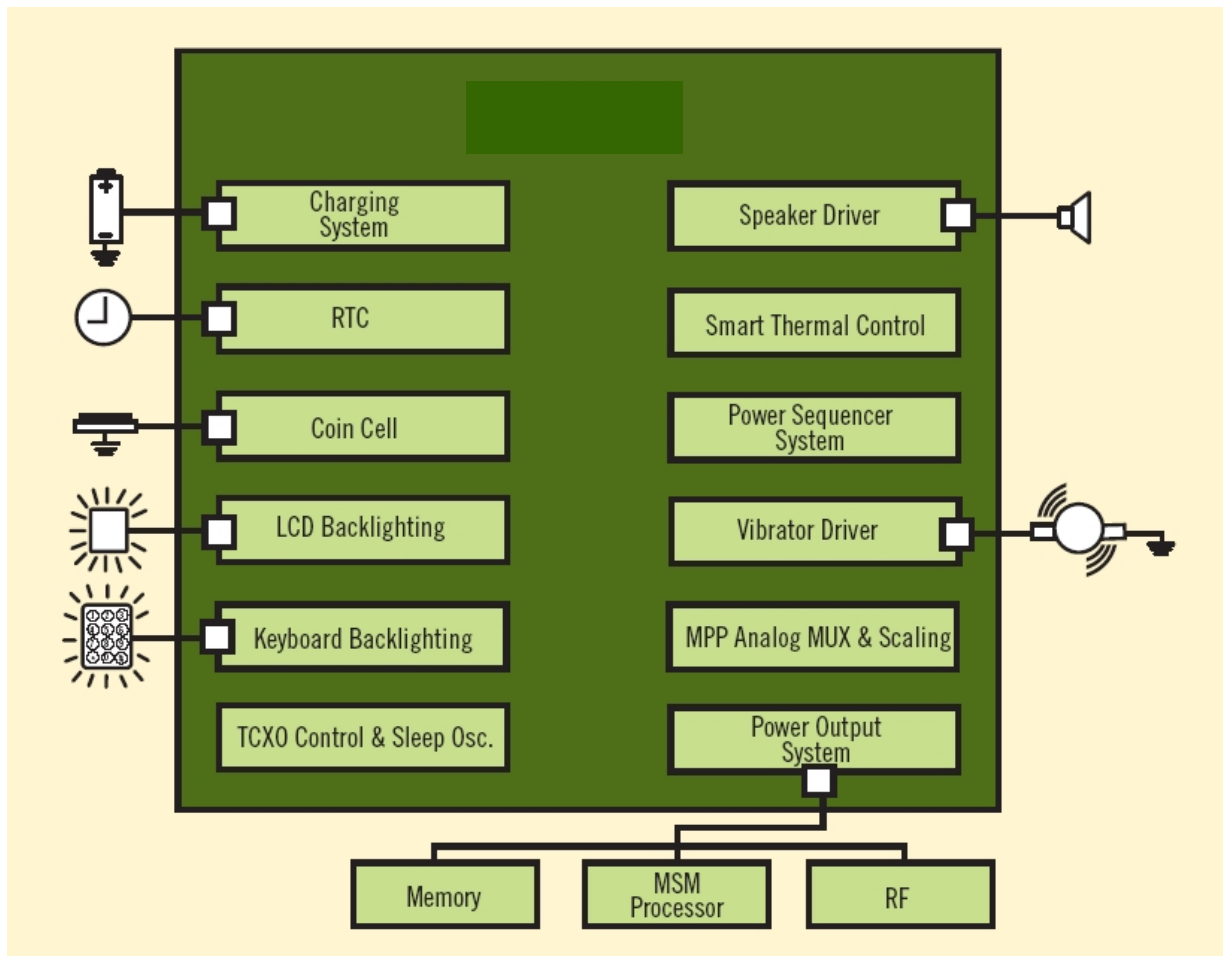 Charging
System
RTC
Coin Cell
LCD Backlighting
Keyboard Backlighting
TCXO Control & Sleep Osc.
Speaker Driver
Smart Thermal Control
Power Sequencer
System
Vibrator Driver
MPP Analog MUX & Scaling
Power Output
System
Memory
MSM
Processor
RF